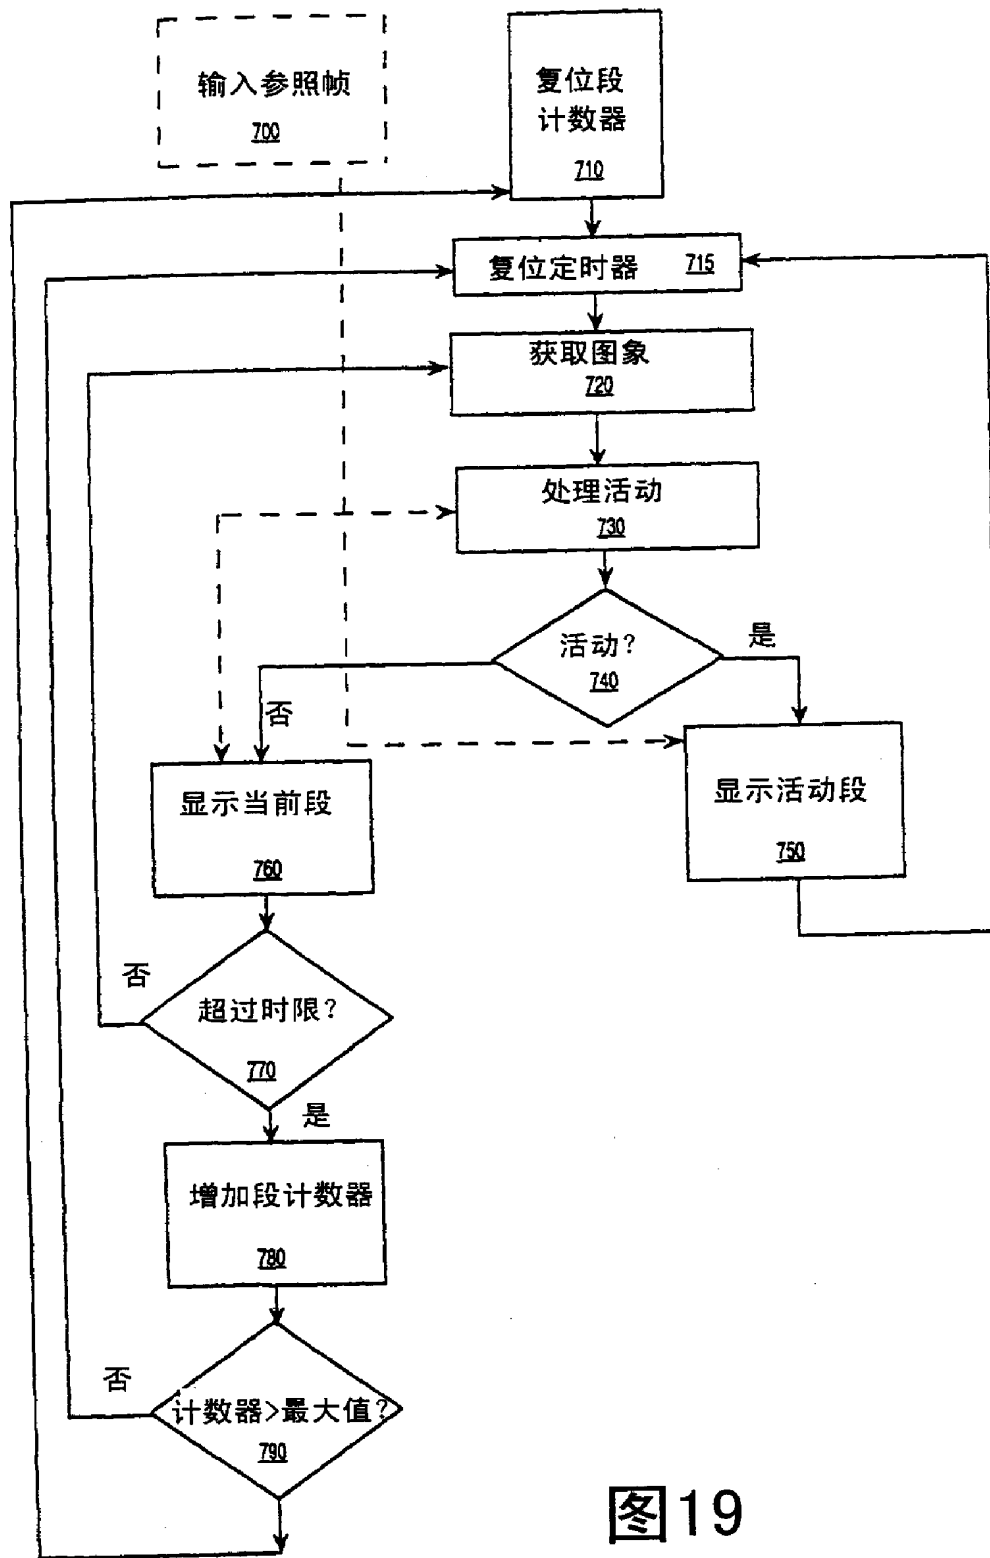 输入参照帧
700
复位段
计数器
710
复位定时器 715
获取图象
720
处理活动
730
活动?
740
是
否
显示当前段
760
显示活动段
750
否
超过时限?
770
是
增加段计数器
780
否
计数器>最大值?
790
图19